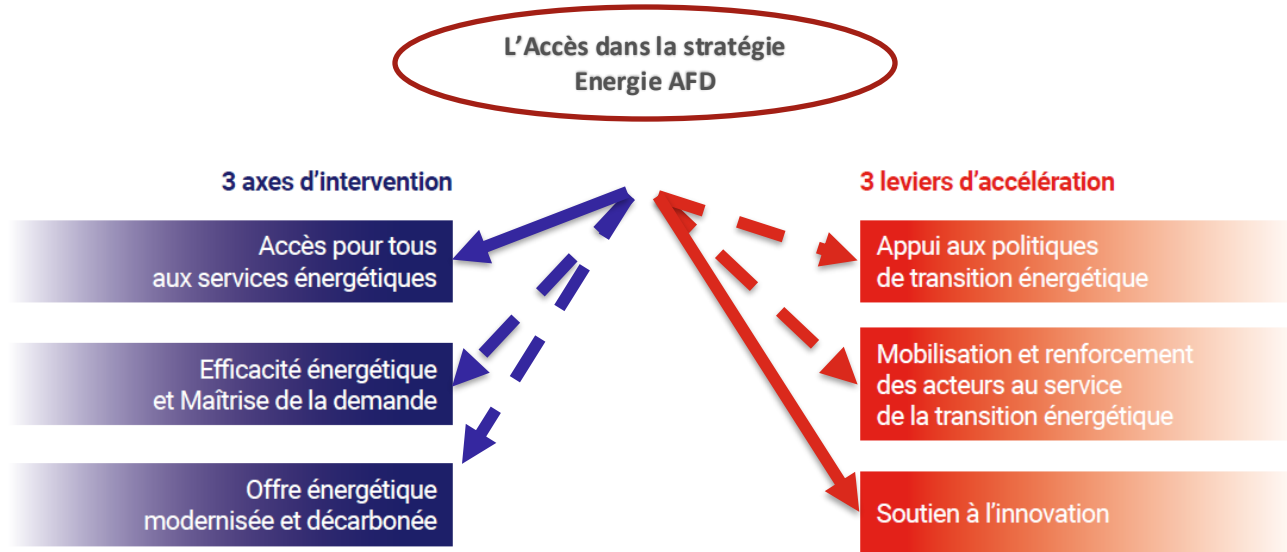 L’Accès dans la stratégie
Energie AFD
3 axes d’intervention
Accès pour tous
aux services énergétiques
Efficacité énergétique
et Maîtrise de la demande
Offre énergétique
modernisée et décarbonée
3 leviers d’accélération
Appui aux politiques
de transition énergétique
Mobilisation et renforcement
des acteurs au service
de la transition énergétique
Soutien à l’innovation